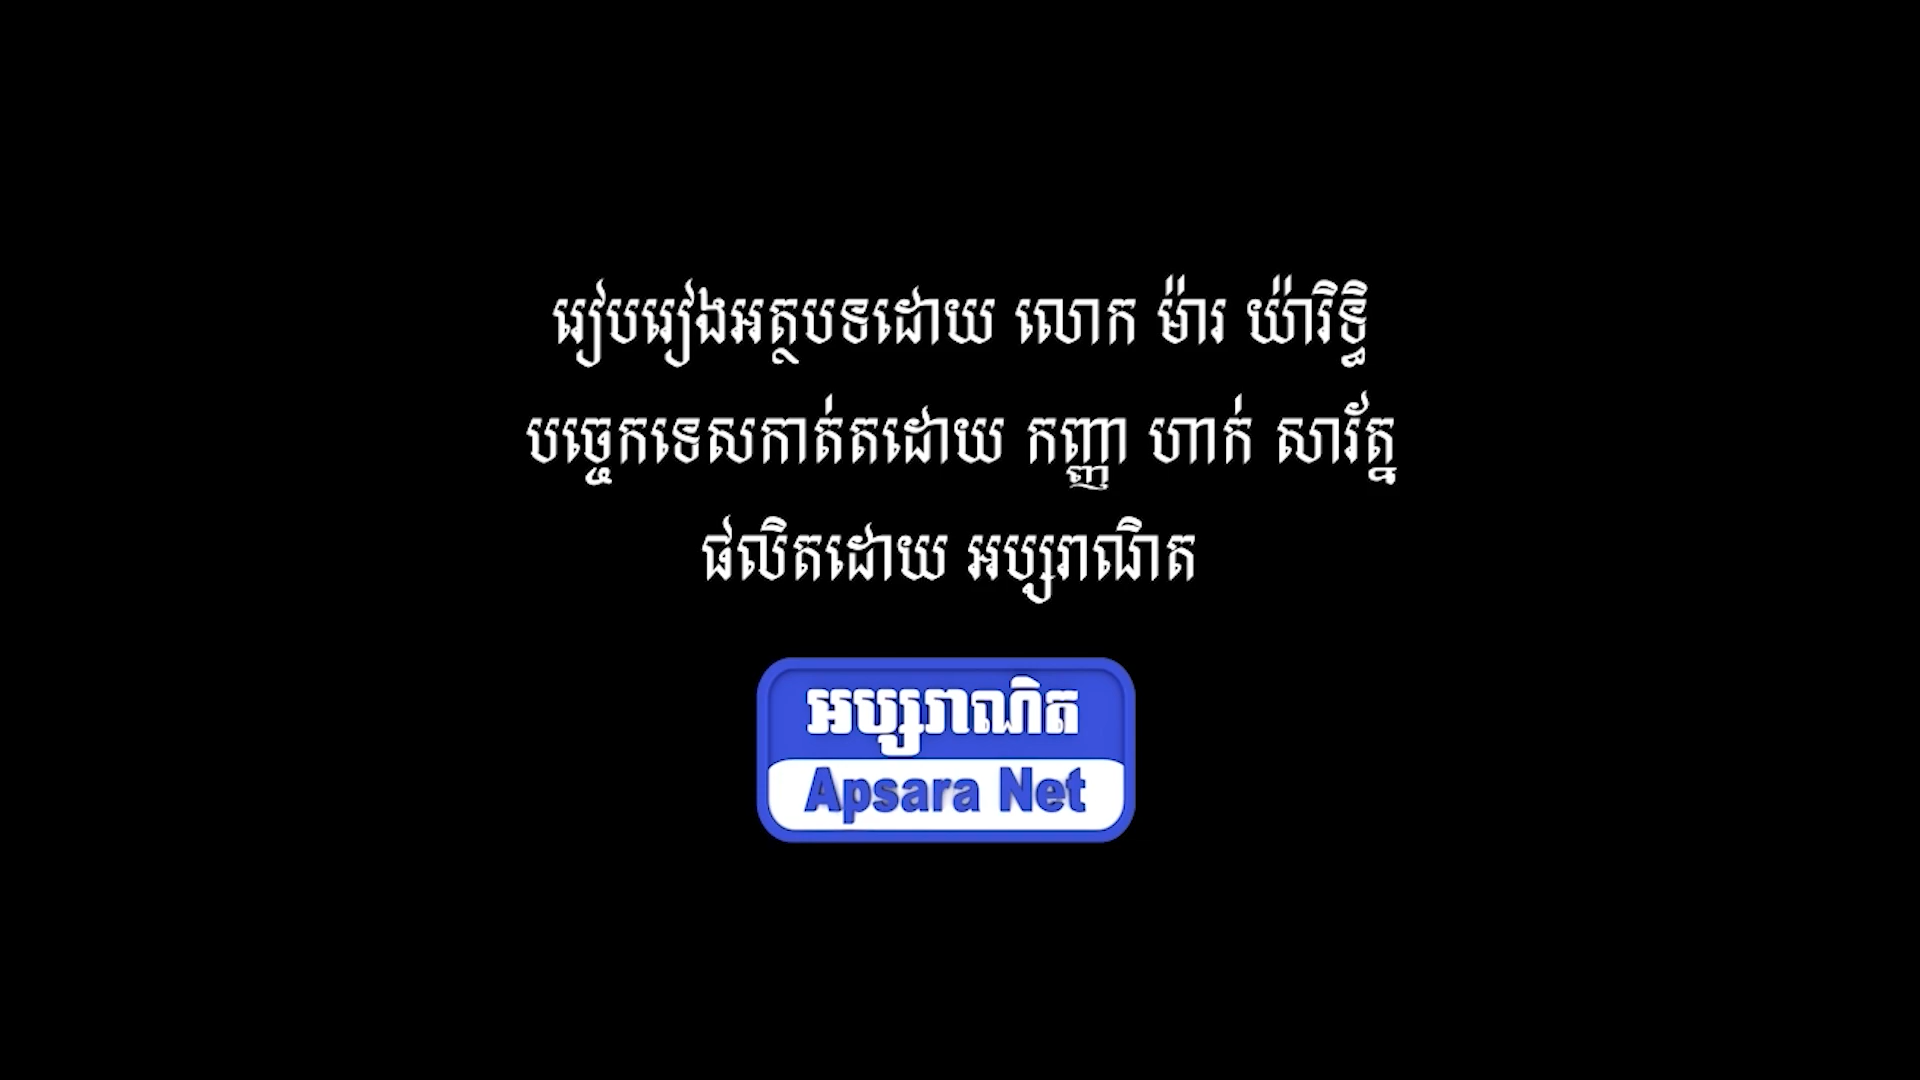 រៀបរៀងអត្ថបទដោយ លោក ម៉ារ យ៉ារិទ្ធិ
បច្ចេកទេសកាត់តដោយ កញ្ញា ហាក់ សារ័ត្ន
ផលិតដោយ អប្សរាណិត
អប្សរាណិត
Apsara Net